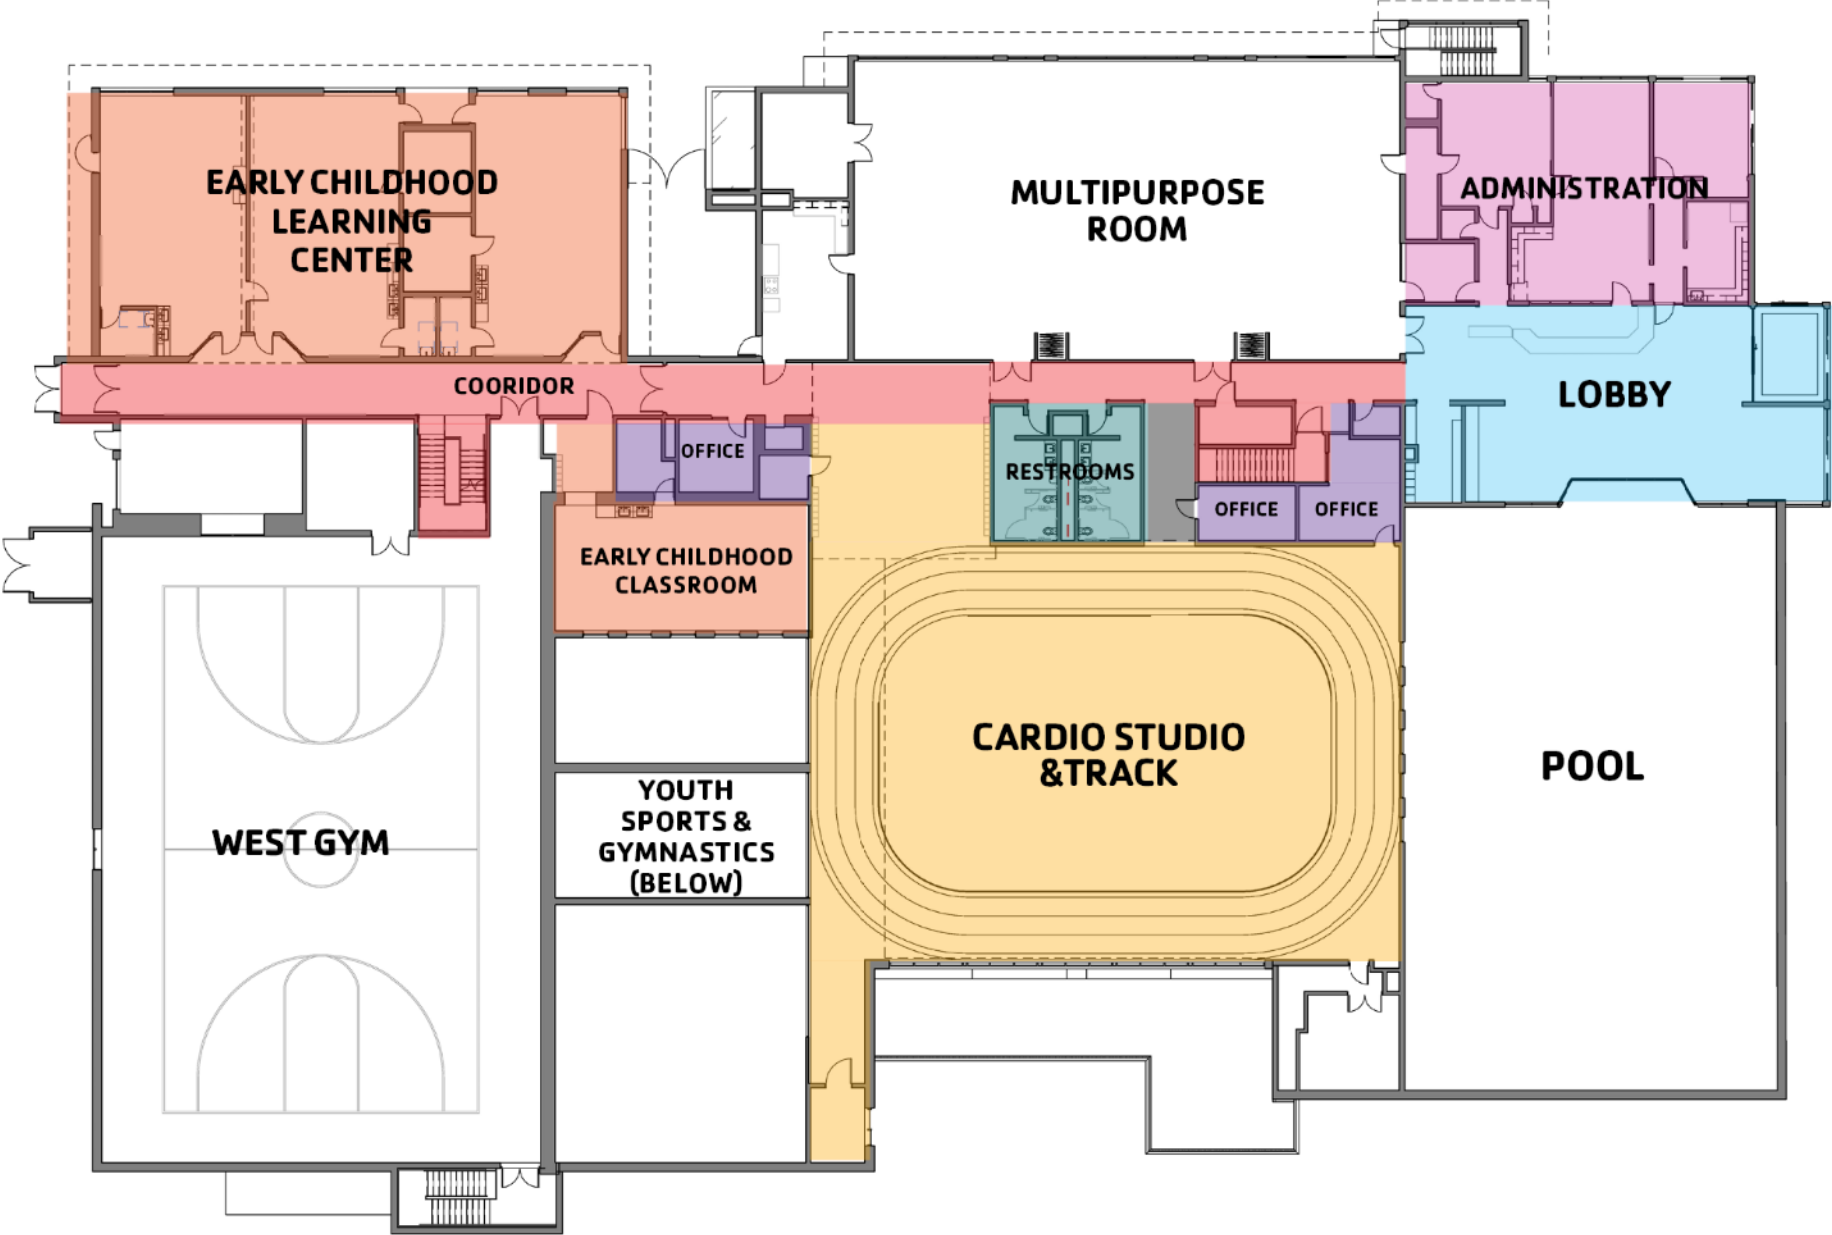 EARLY CHILDHOOD
LEARNING
CENTER
MULTIPURPOSE
ROOM
ADMINISTRATION
COORIDOR
LOBBY
OFFICE
RESTROOMS
OFFICE
OFFICE
EARLY CHILDHOOD
CLASSROOM
CARDIO STUDIO
&TRACK
POOL
YOUTH
SPORTS &
GYMNASTICS
(BELOW)
WEST GYM